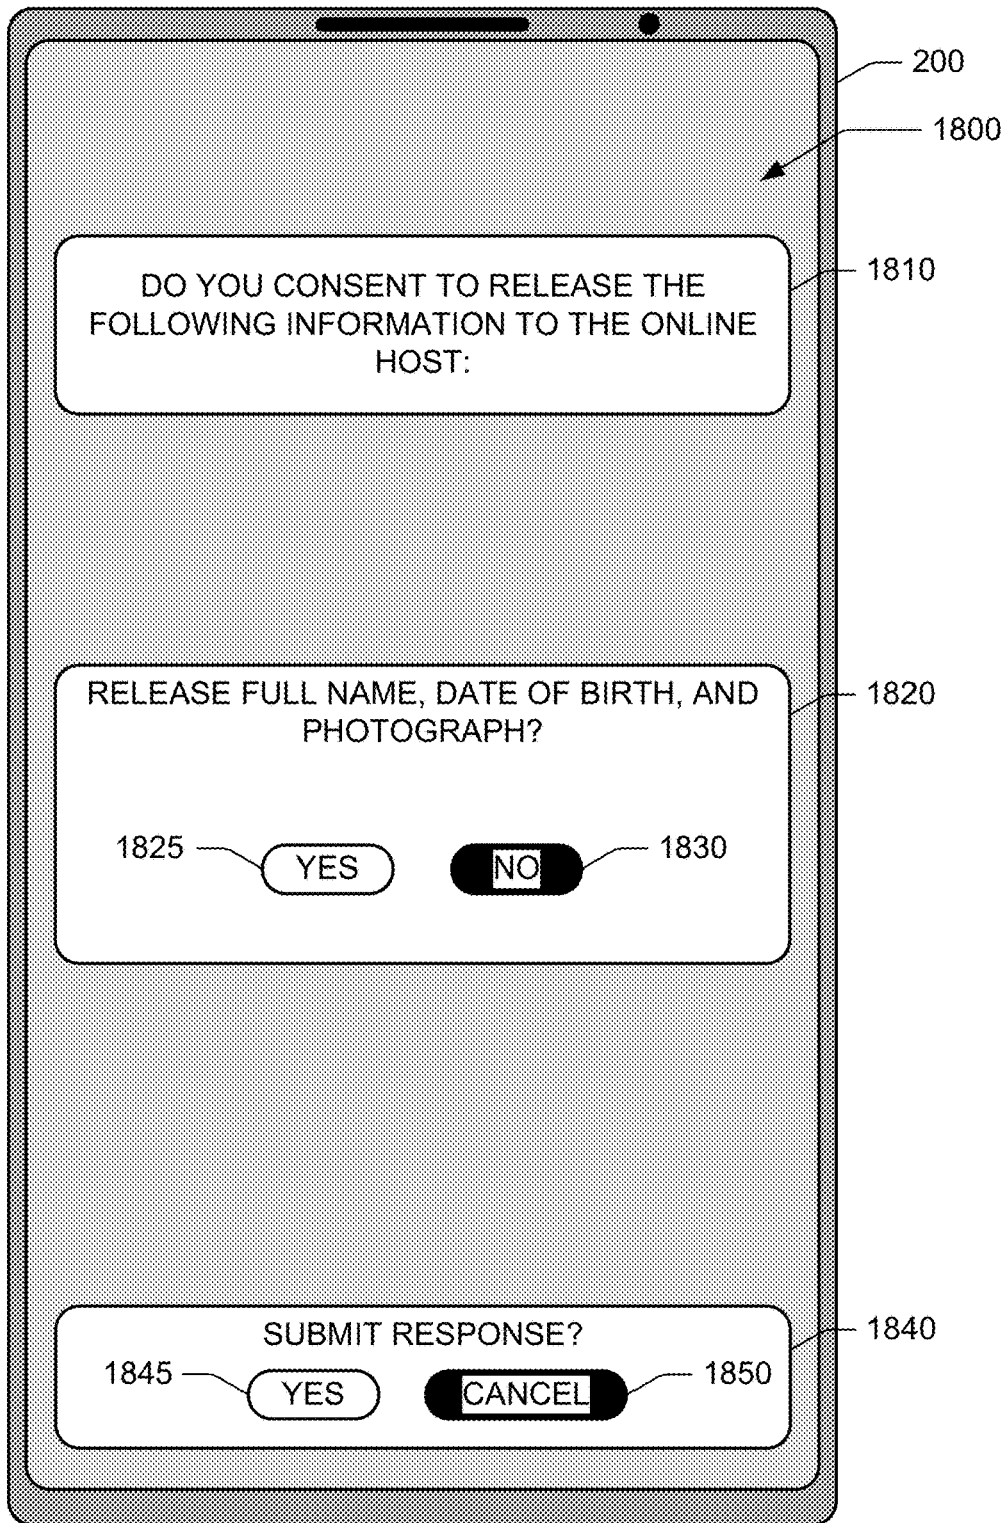 200
1800
1810
DO YOU CONSENT TO RELEASE THE
FOLLOWING INFORMATION TO THE ONLINE
HOST:
1820
RELEASE FULL NAME, DATE OF BIRTH, AND
PHOTOGRAPH?
1825 YES NO 1830
1840
SUBMIT RESPONSE?
1845 YES CANCEL 1850